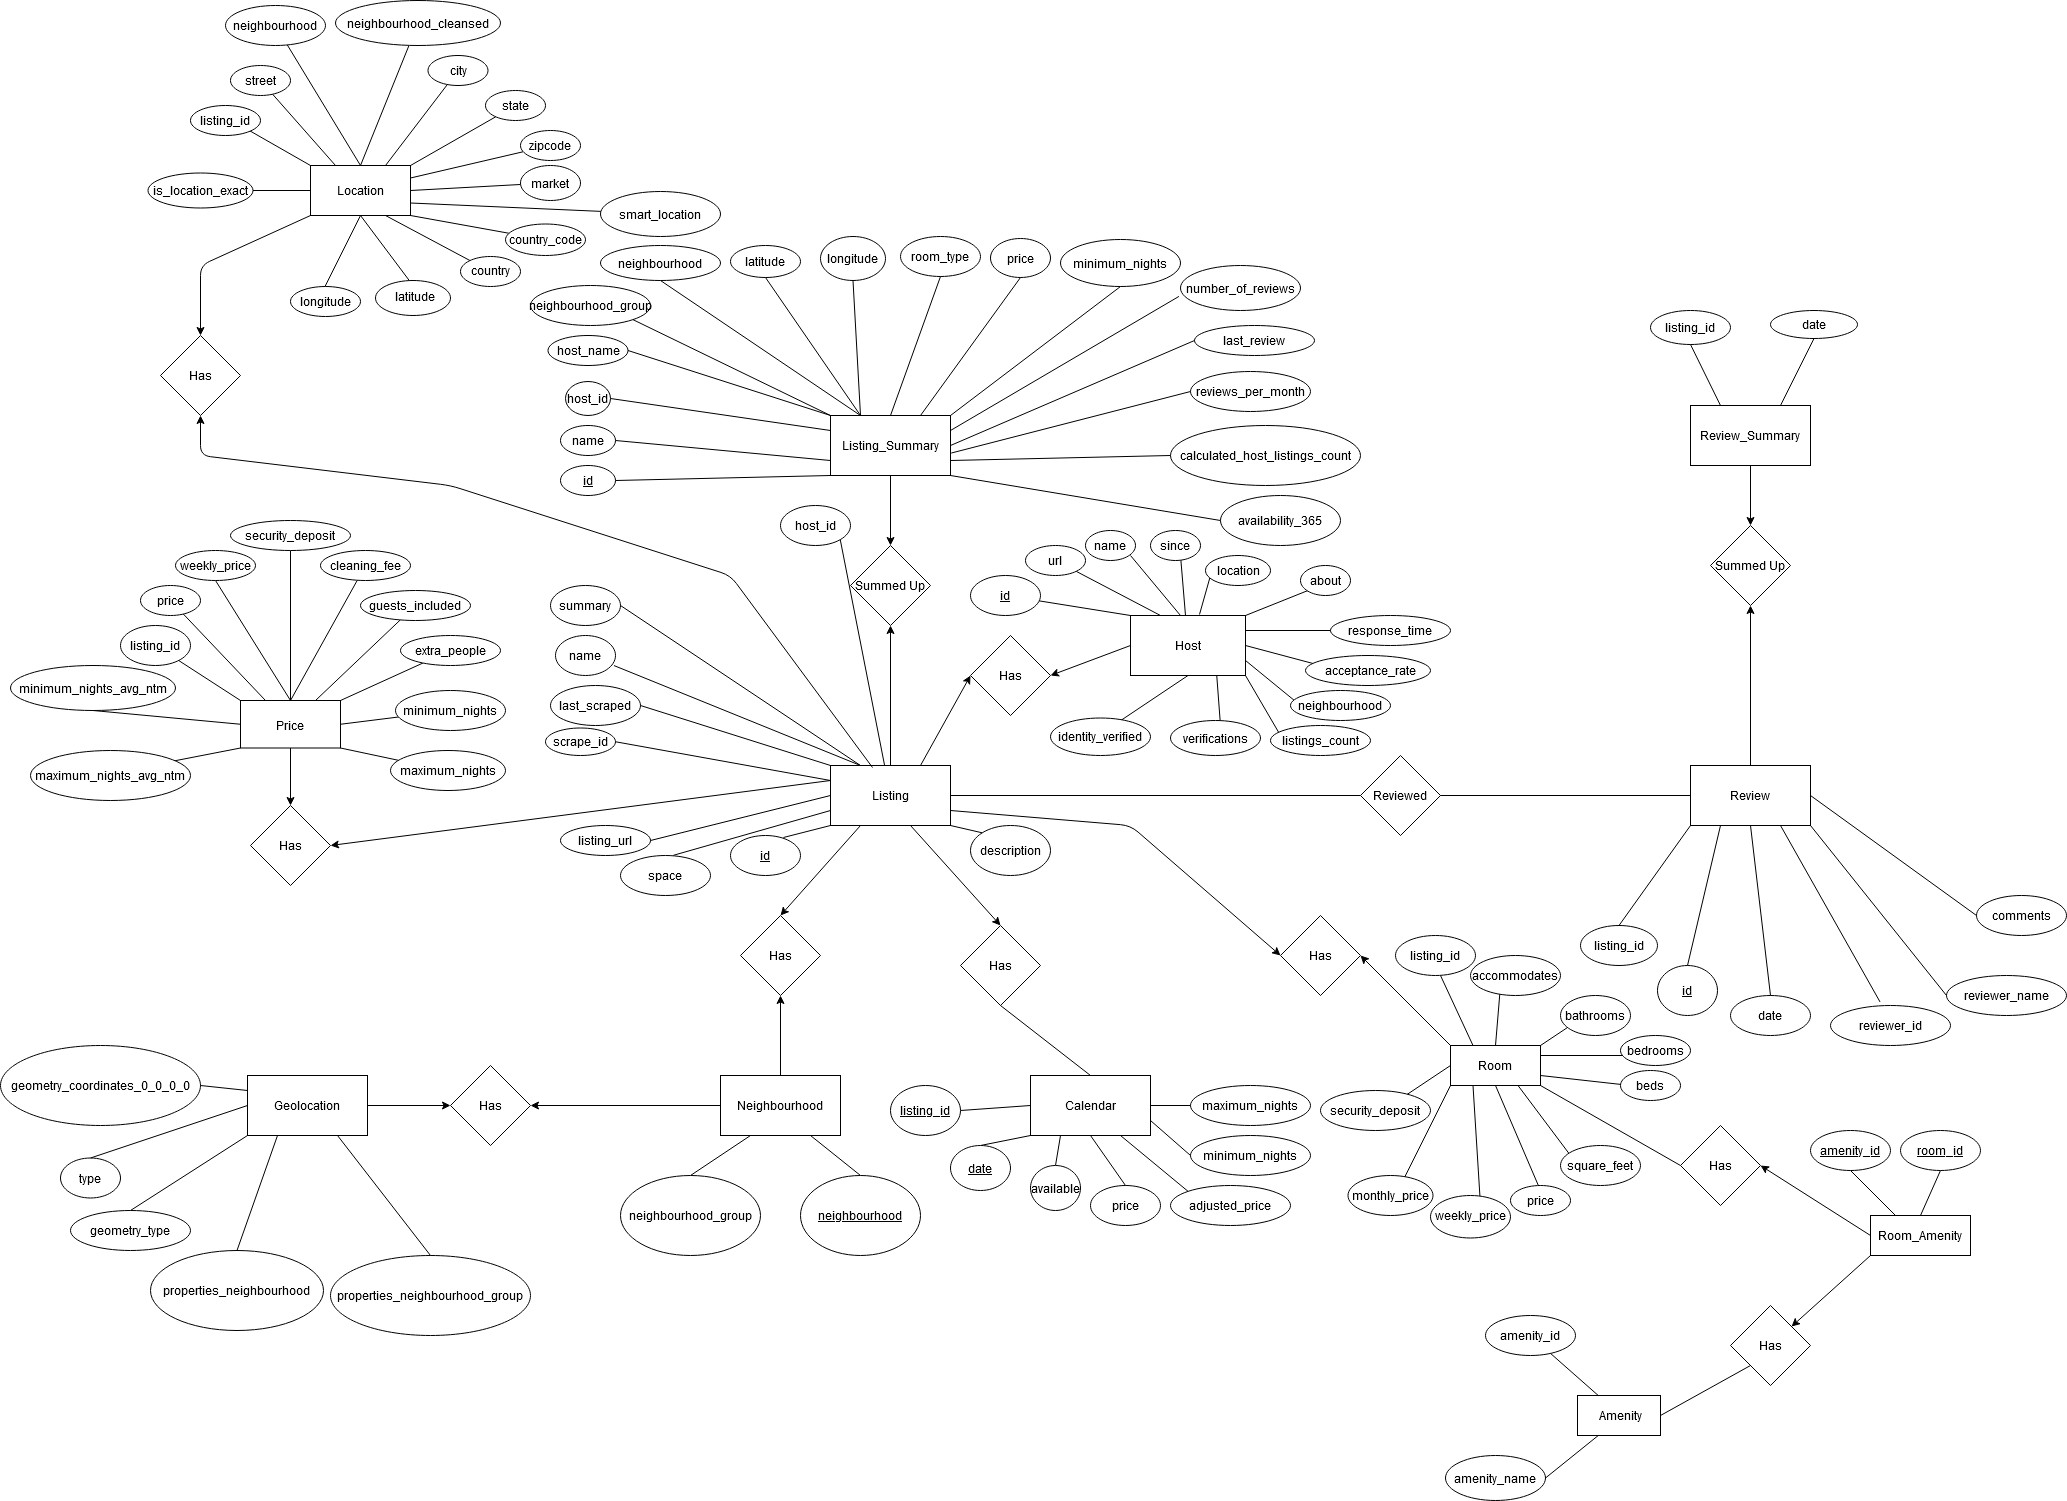 neighbourhood
neighbourhood_cleansed
street
city
listing_id
state
zipcode
is_location_exact
Location
market
smart_location
country_code
country
longitude
latitude
Has
neighbourhood
latitude
longitude
room_type
price
minimum_nights
neighbourhood_group
number_of_reviews
host_name
last_review
host_id
reviews_per_month
name
Listing_Summary
calculated_host_listings_count
id
availability_365
host_id
Summed Up
listing_id
date
Review_Summary
Summed Up
security_deposit
weekly_price
cleaning_fee
price
guests_included
listing_id
extra_people
minimum_nights_avg_ntm
minimum_nights
Price
maximum_nights_avg_ntm
maximum_nights
Has
url
name
since
location
id
about
Host
response_time
acceptance_rate
neighbourhood
identity_verified
verifications
listings_count
Has
summary
name
last_scraped
scrape_id
Listing
listing_url
space
id
description
Reviewed
Review
listing_id
id
date
reviewer_id
reviewer_name
comments
Has
Has
Has
listing_id
accommodates
bathrooms
bedrooms
Room
beds
security_deposit
monthly_price
weekly_price
price
square_feet
geometry_coordinates_0_0_0_0
Geolocation
Has
Neighbourhood
type
geometry_type
properties_neighbourhood
properties_neighbourhood_group
neighbourhood_group
neighbourhood
listing_id
Calendar
maximum_nights
date
available
price
adjusted_price
minimum_nights
Has
amenity_id
room_id
Room_Amenity
Has
amenity_id
Amenity
amenity_name